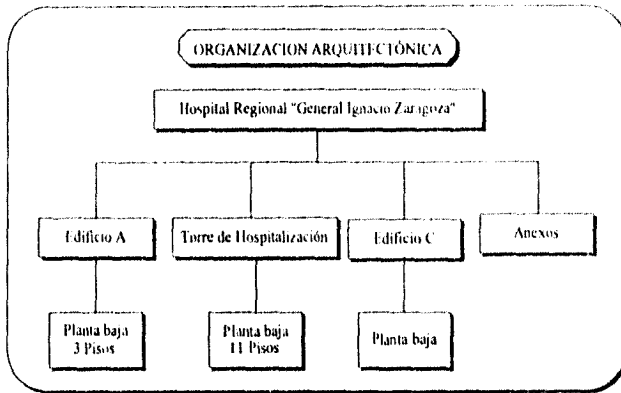 ORGANIZACION ARQUITECTÓNICA
Hospital Regional "General Ignacio Zaragoza"
Edificio A
Torre de Hospitalización
Edificio C
Anexos
Planta baja
3 Pisos
Planta baja
11 Pisos
Planta baja